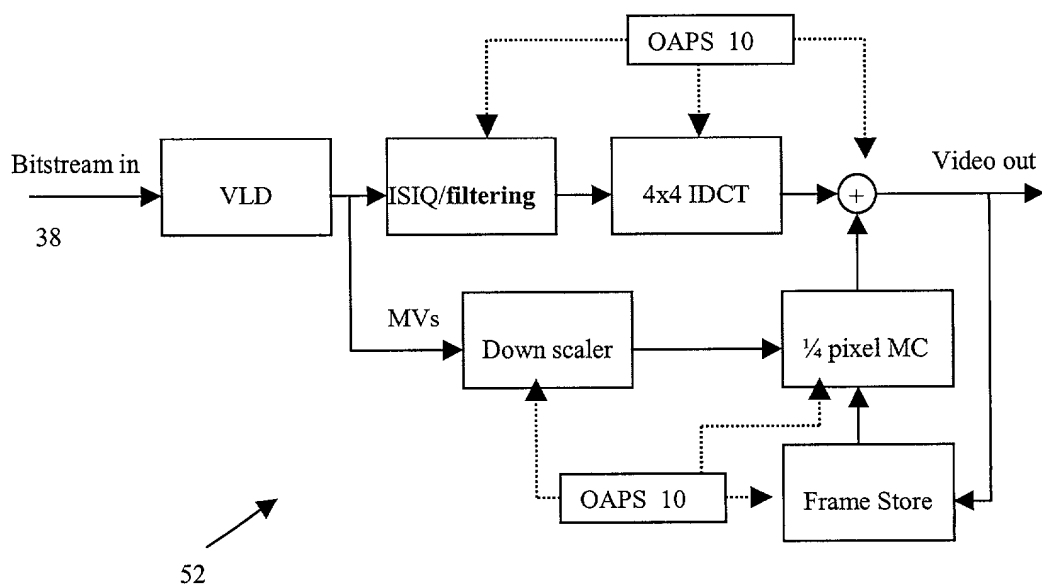 OAPS 10
Bitstream in
VLD
ISIQ/filtering
4x4 IDCT
+
Video out
38
MVs
Down scaler
¼ pixel MC
OAPS 10
Frame Store
52